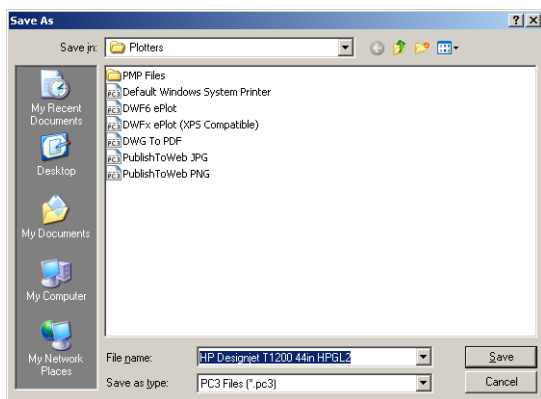 Save As
Save in:
Plotters
PMP Files
Default Windows System Printer
DWF6 ePlot
DWFx ePlot (XPS Compatible)
DWG To PDF
PublishToWeb JPG
PublishToWeb PNG
My Recent
Documents
Desktop
My Documents
My Computer
My Network
Places
File name:
HP Designjet T1200 44in HPGL2
Save
Save as type:
PC3 Files (*.pc3)
Cancel